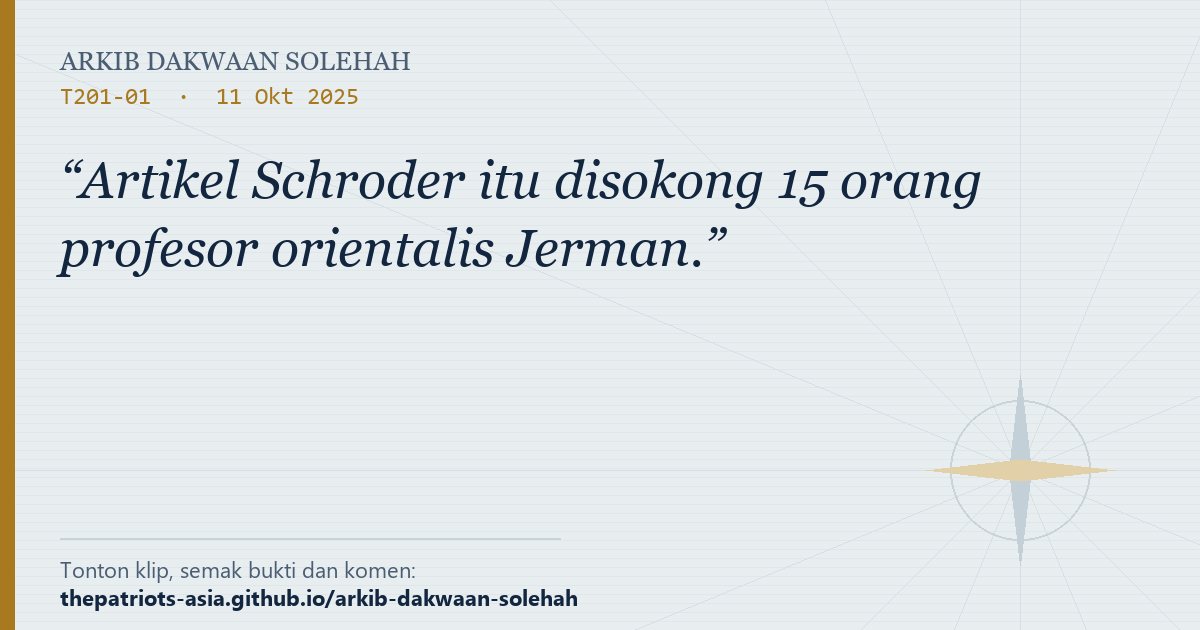 ARKIB DAKWAAN SOLEHAH
T201-01 · 11 Okt 2025
“Artikel Schroder itu disokong 15 orang
profesor orientalis Jerman.”
Tonton klip, semak bukti dan komen:
thepatriots-asia.github.io/arkib-dakwaan-solehah